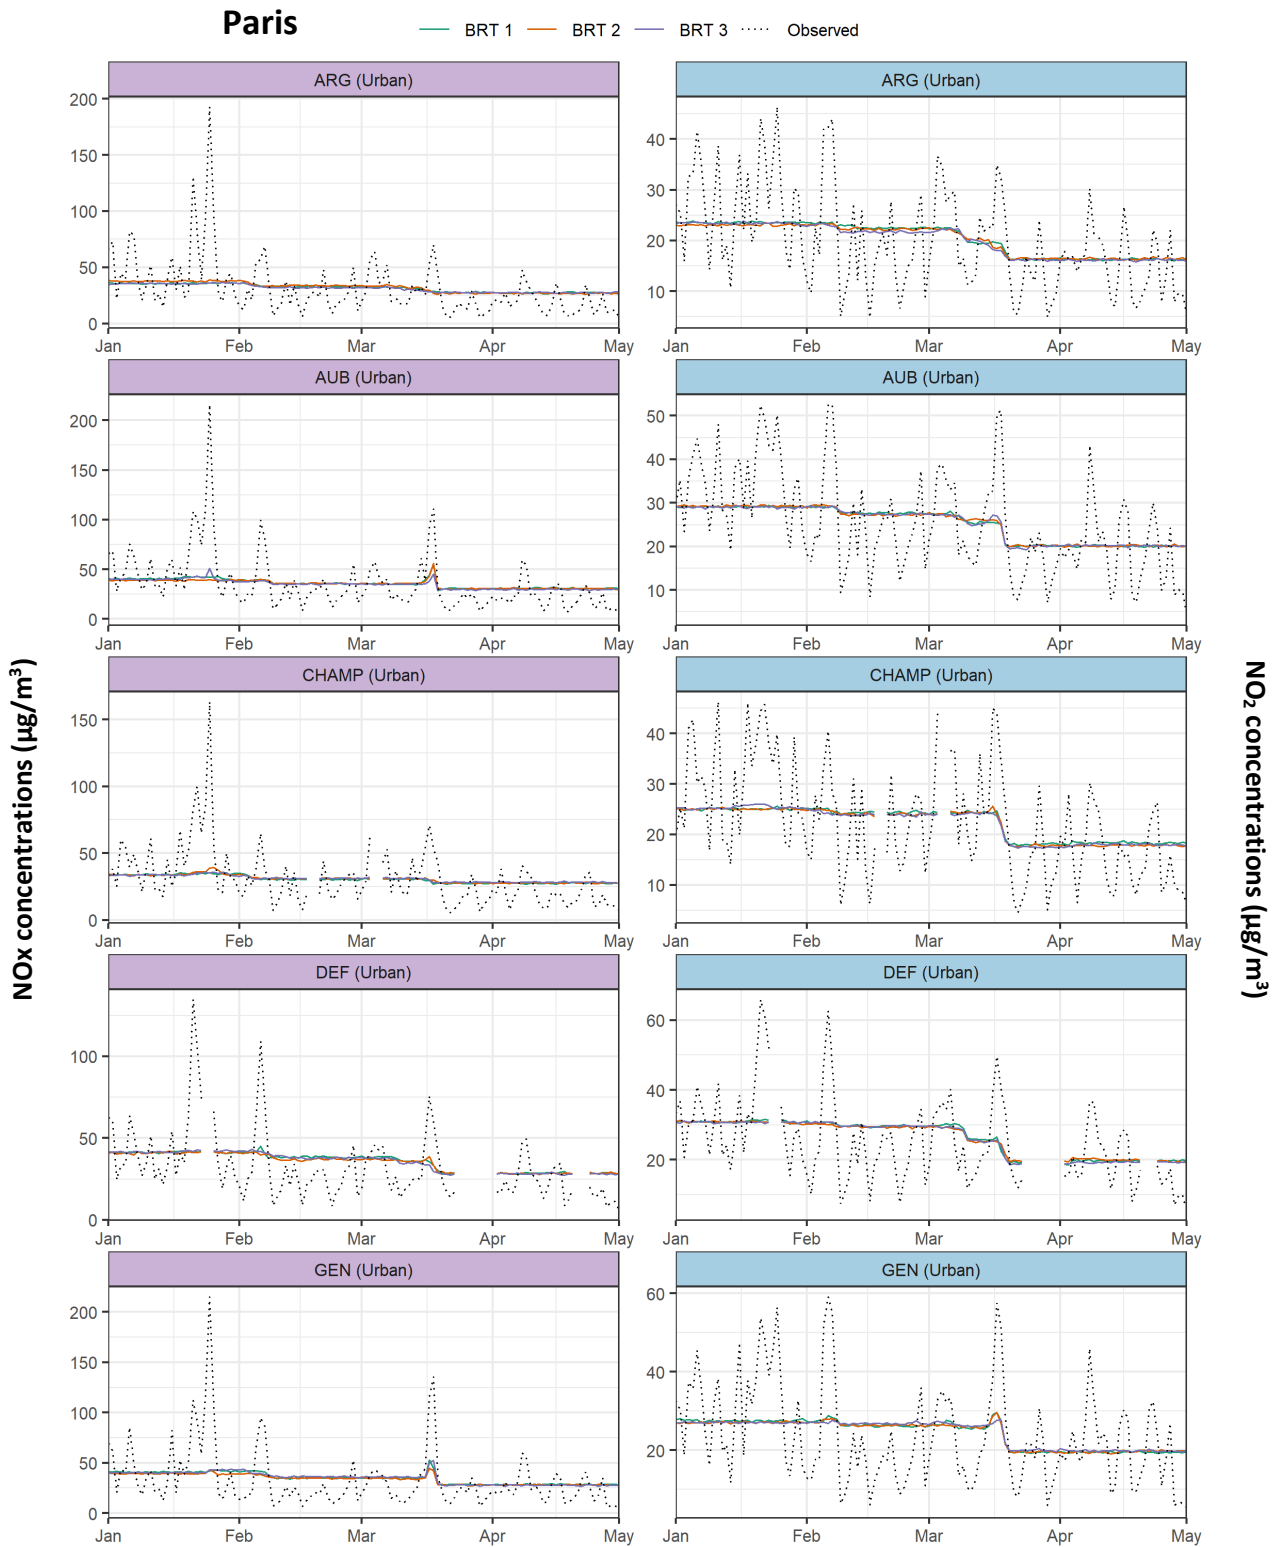 Paris
BRT 1 BRT 2 BRT 3 Observed
ARG (Urban) ARG (Urban)
200
150
100
50
0
40
30
20
10
Jan Feb Mar Apr May Jan Feb Mar Apr May
AUB (Urban) AUB (Urban)
200
150
100
50
0
50
40
30
20
10
Jan Feb Mar Apr May Jan Feb Mar Apr May
CHAMP (Urban) CHAMP (Urban)
150
100
50
0
40
30
20
10
Jan Feb Mar Apr May Jan Feb Mar Apr May
DEF (Urban) DEF (Urban)
100
50
0
60
40
20
Jan Feb Mar Apr May Jan Feb Mar Apr May
GEN (Urban) GEN (Urban)
200
150
100
50
0
60
40
20
Jan Feb Mar Apr May Jan Feb Mar Apr May
NOx concentrations (µg/m³)
NO₂ concentrations (µg/m³)